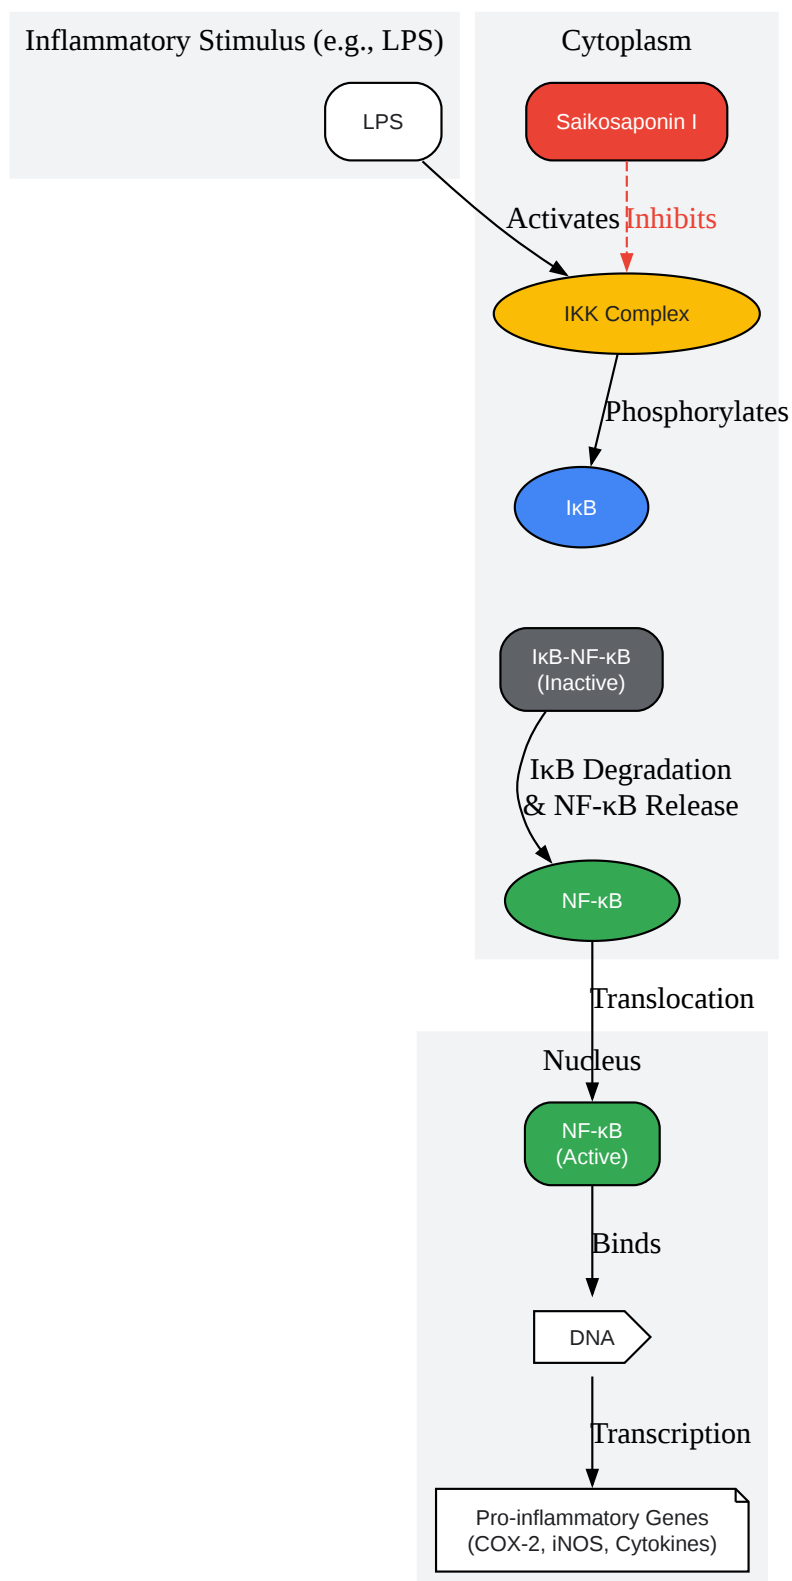 Inflammatory Stimulus (e.g., LPS)
Cytoplasm
LPS
Saikosaponin I
Activates
Inhibits
IKK Complex
Phosphorylates
IκB
IκB-NF-κB
(Inactive)
IκB Degradation
& NF-κB Release
NF-κB
Translocation
Nucleus
NF-κB
(Active)
Binds
DNA
Transcription
Pro-inflammatory Genes
(COX-2, iNOS, Cytokines)